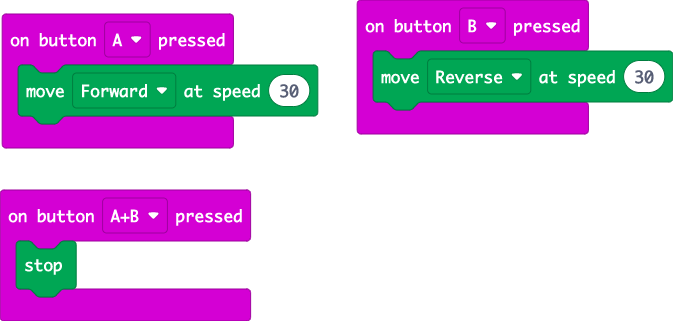 on button A pressed
move Forward at speed 30
on button B pressed
move Reverse at speed 30
on button A+B pressed
stop